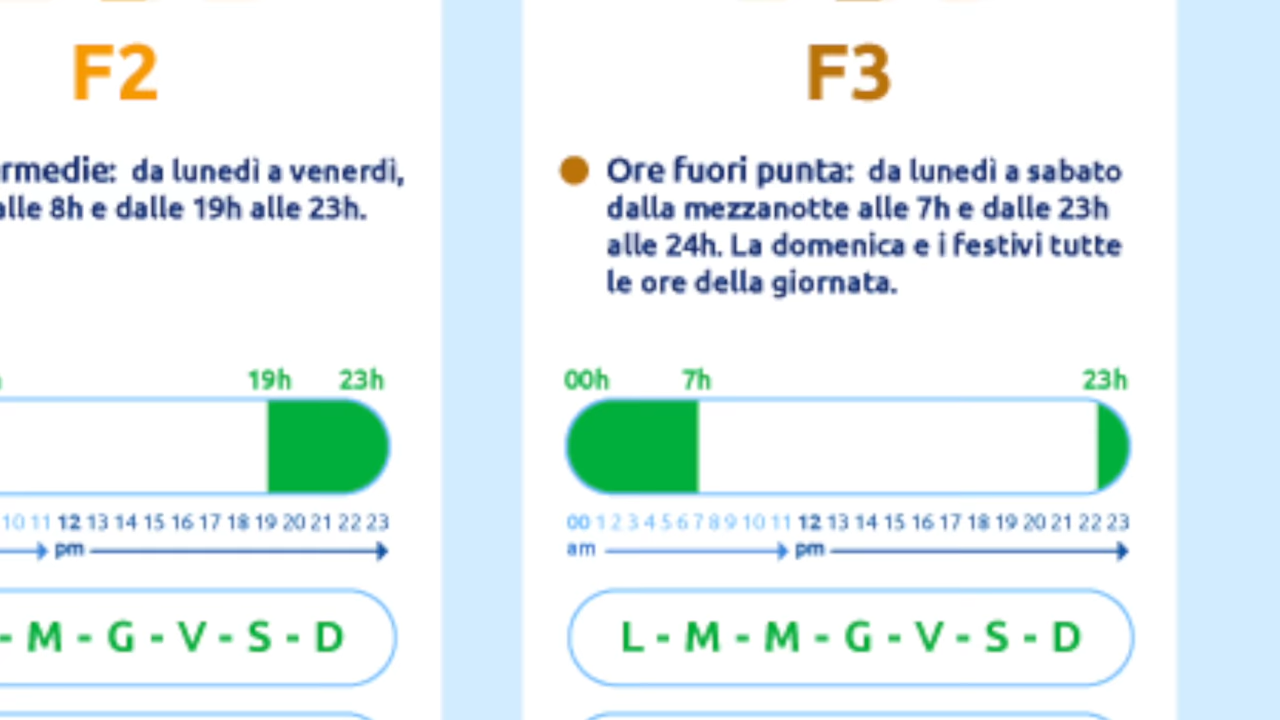 F2
rmedie: da lunedì a venerdì,
alle 8h e dalle 19h alle 23h.
19h 23h
10 11 12 13 14 15 16 17 18 19 20 21 22 23
pm
- M - G - V - S - D
F3
Ore fuori punta: da lunedì a sabato
dalla mezzanotte alle 7h e dalle 23h
alle 24h. La domenica e i festivi tutte
le ore della giornata.
00h 7h 23h
00 1 2 3 4 5 6 7 8 9 10 11 12 13 14 15 16 17 18 19 20 21 22 23
am pm
L - M - M - G - V - S - D